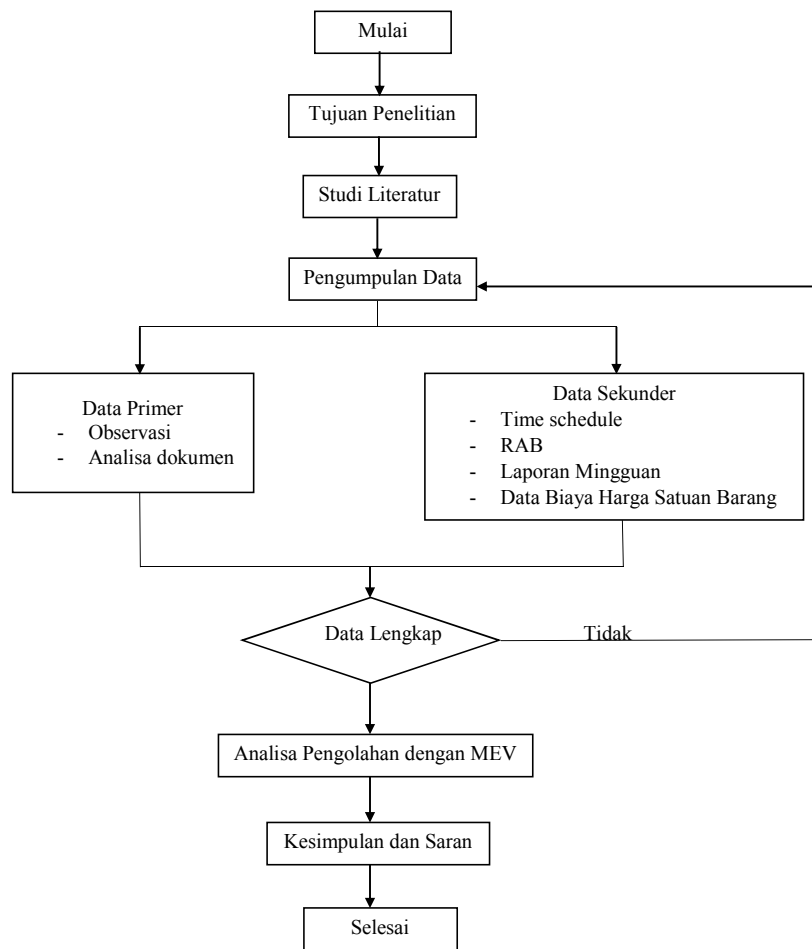 Mulai
Tujuan Penelitian
Studi Literatur
Pengumpulan Data
Data Primer
- Observasi
- Analisa dokumen
Data Sekunder
- Time schedule
- RAB
- Laporan Mingguan
- Data Biaya Harga Satuan Barang
Data Lengkap
Tidak
Analisa Pengolahan dengan MEV
Kesimpulan dan Saran
Selesai